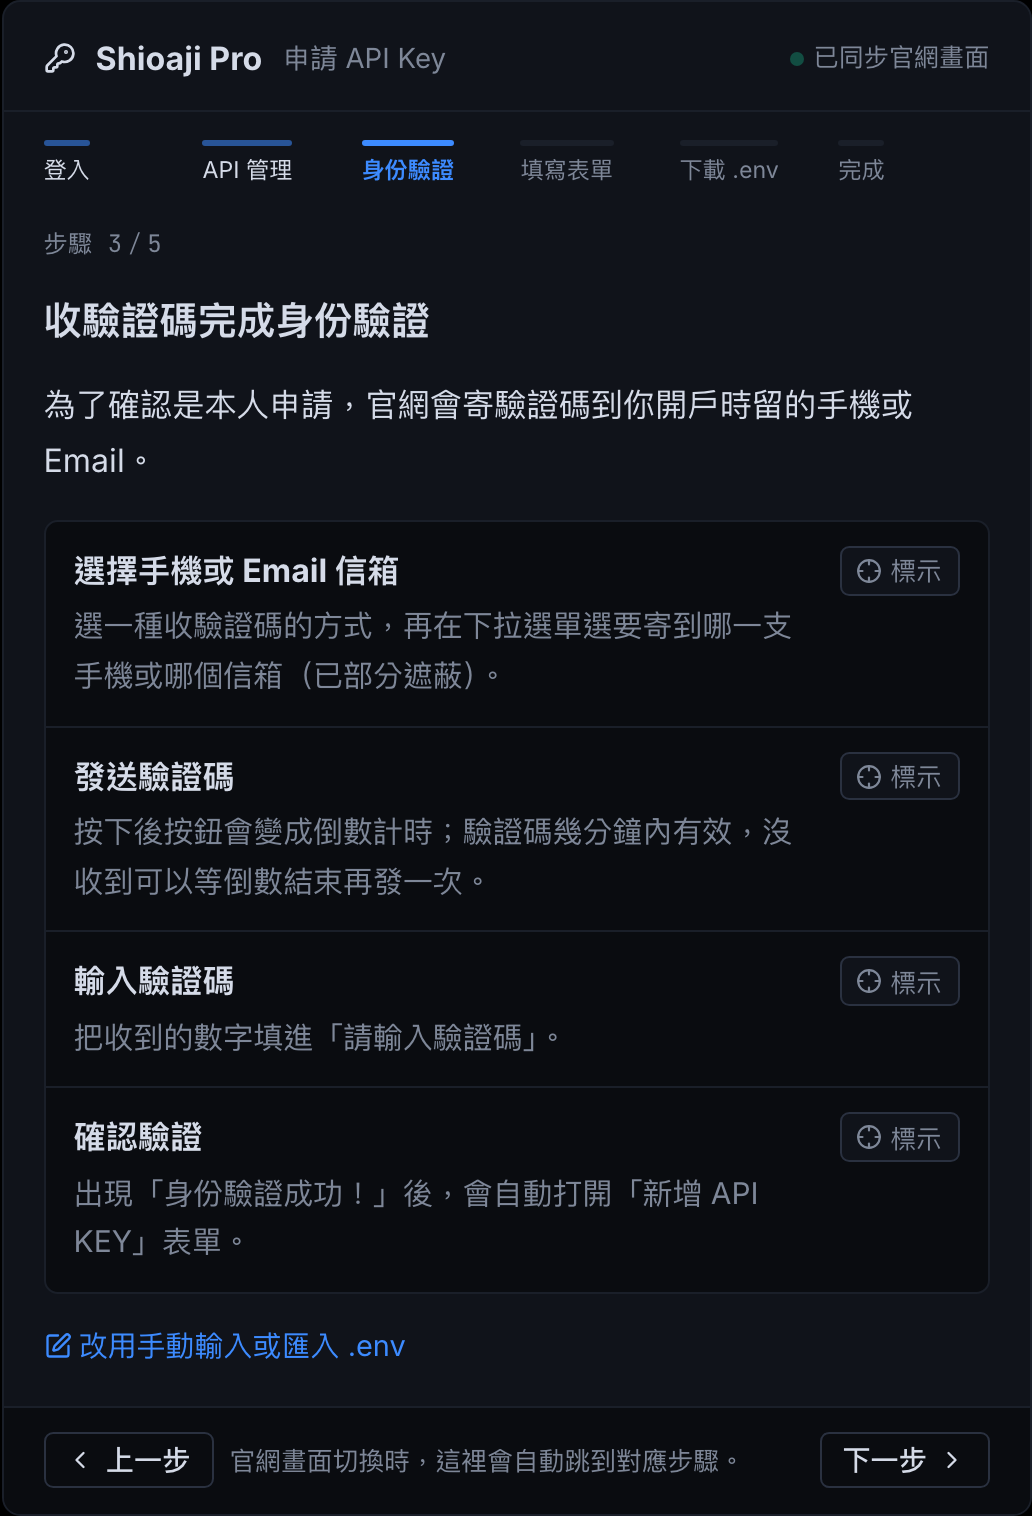 Shioaji Pro 申請 API Key
已同步官網畫面
登入 API 管理 身份驗證 填寫表單 下載 .env 完成
步驟 3 / 5
收驗證碼完成身份驗證
為了確認是本人申請，官網會寄驗證碼到你開戶時留的手機或
Email。
選擇手機或 Email 信箱
標示
選一種收驗證碼的方式，再在下拉選單選要寄到哪一支
手機或哪個信箱（已部分遮蔽）。
發送驗證碼
標示
按下後按鈕會變成倒數計時；驗證碼幾分鐘內有效，沒
收到可以等倒數結束再發一次。
輸入驗證碼
標示
把收到的數字填進「請輸入驗證碼」。
確認驗證
標示
出現「身份驗證成功！」後，會自動打開「新增 API
KEY」表單。
改用手動輸入或匯入 .env
上一步
官網畫面切換時，這裡會自動跳到對應步驟。
下一步